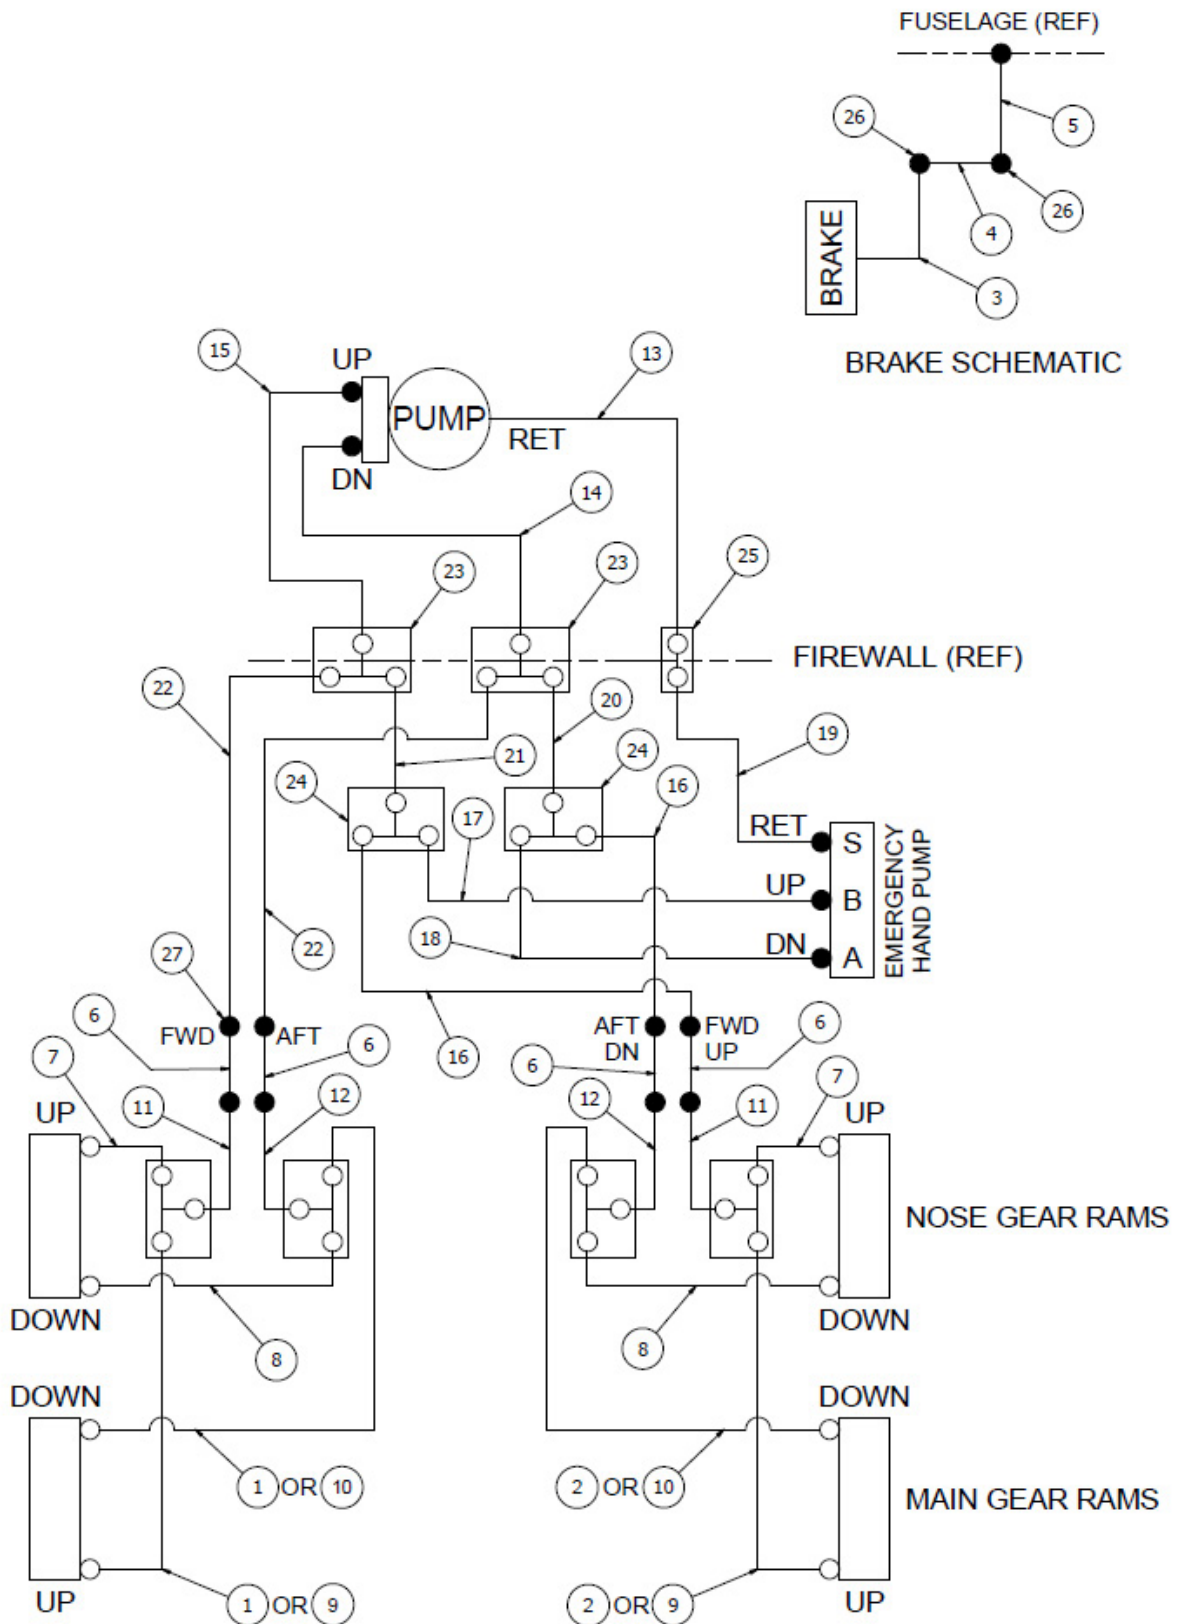 FUSELAGE (REF)
26
5
26
4
BRAKE
3
BRAKE SCHEMATIC
15
UP
13
PUMP
RET
DN
14
23
23
25
FIREWALL (REF)
22
20
19
21
24
24
16
17
RET
S
UP
B
EMERGENCY
HAND PUMP
18
DN
A
22
27
FWD
AFT
AFT
DN
FWD
UP
6
6
16
6
6
7
7
UP
11
12
12
11
UP
NOSE GEAR RAMS
DOWN
DOWN
8
8
DOWN
DOWN
1 OR 10
2 OR 10
MAIN GEAR RAMS
UP
1 OR 9
2 OR 9
UP